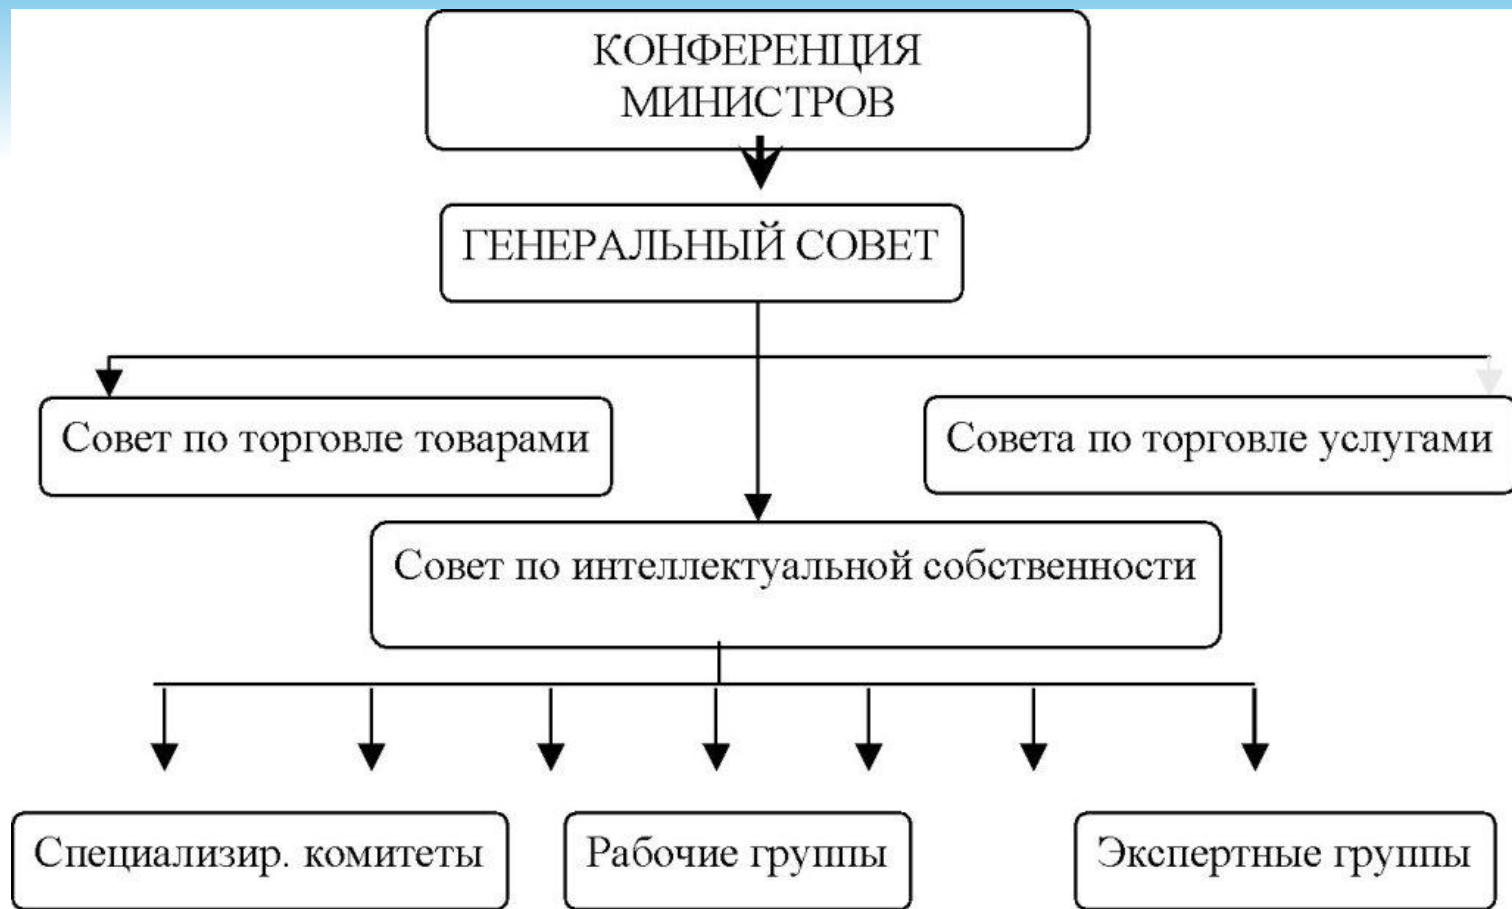 КОНФЕРЕНЦИЯ
МИНИСТРОВ
ГЕНЕРАЛЬНЫЙ СОВЕТ
Совет по торговле товарами
Совета по торговле услугами
Совет по интеллектуальной собственности
Специализир. комитеты
Рабочие группы
Экспертные группы